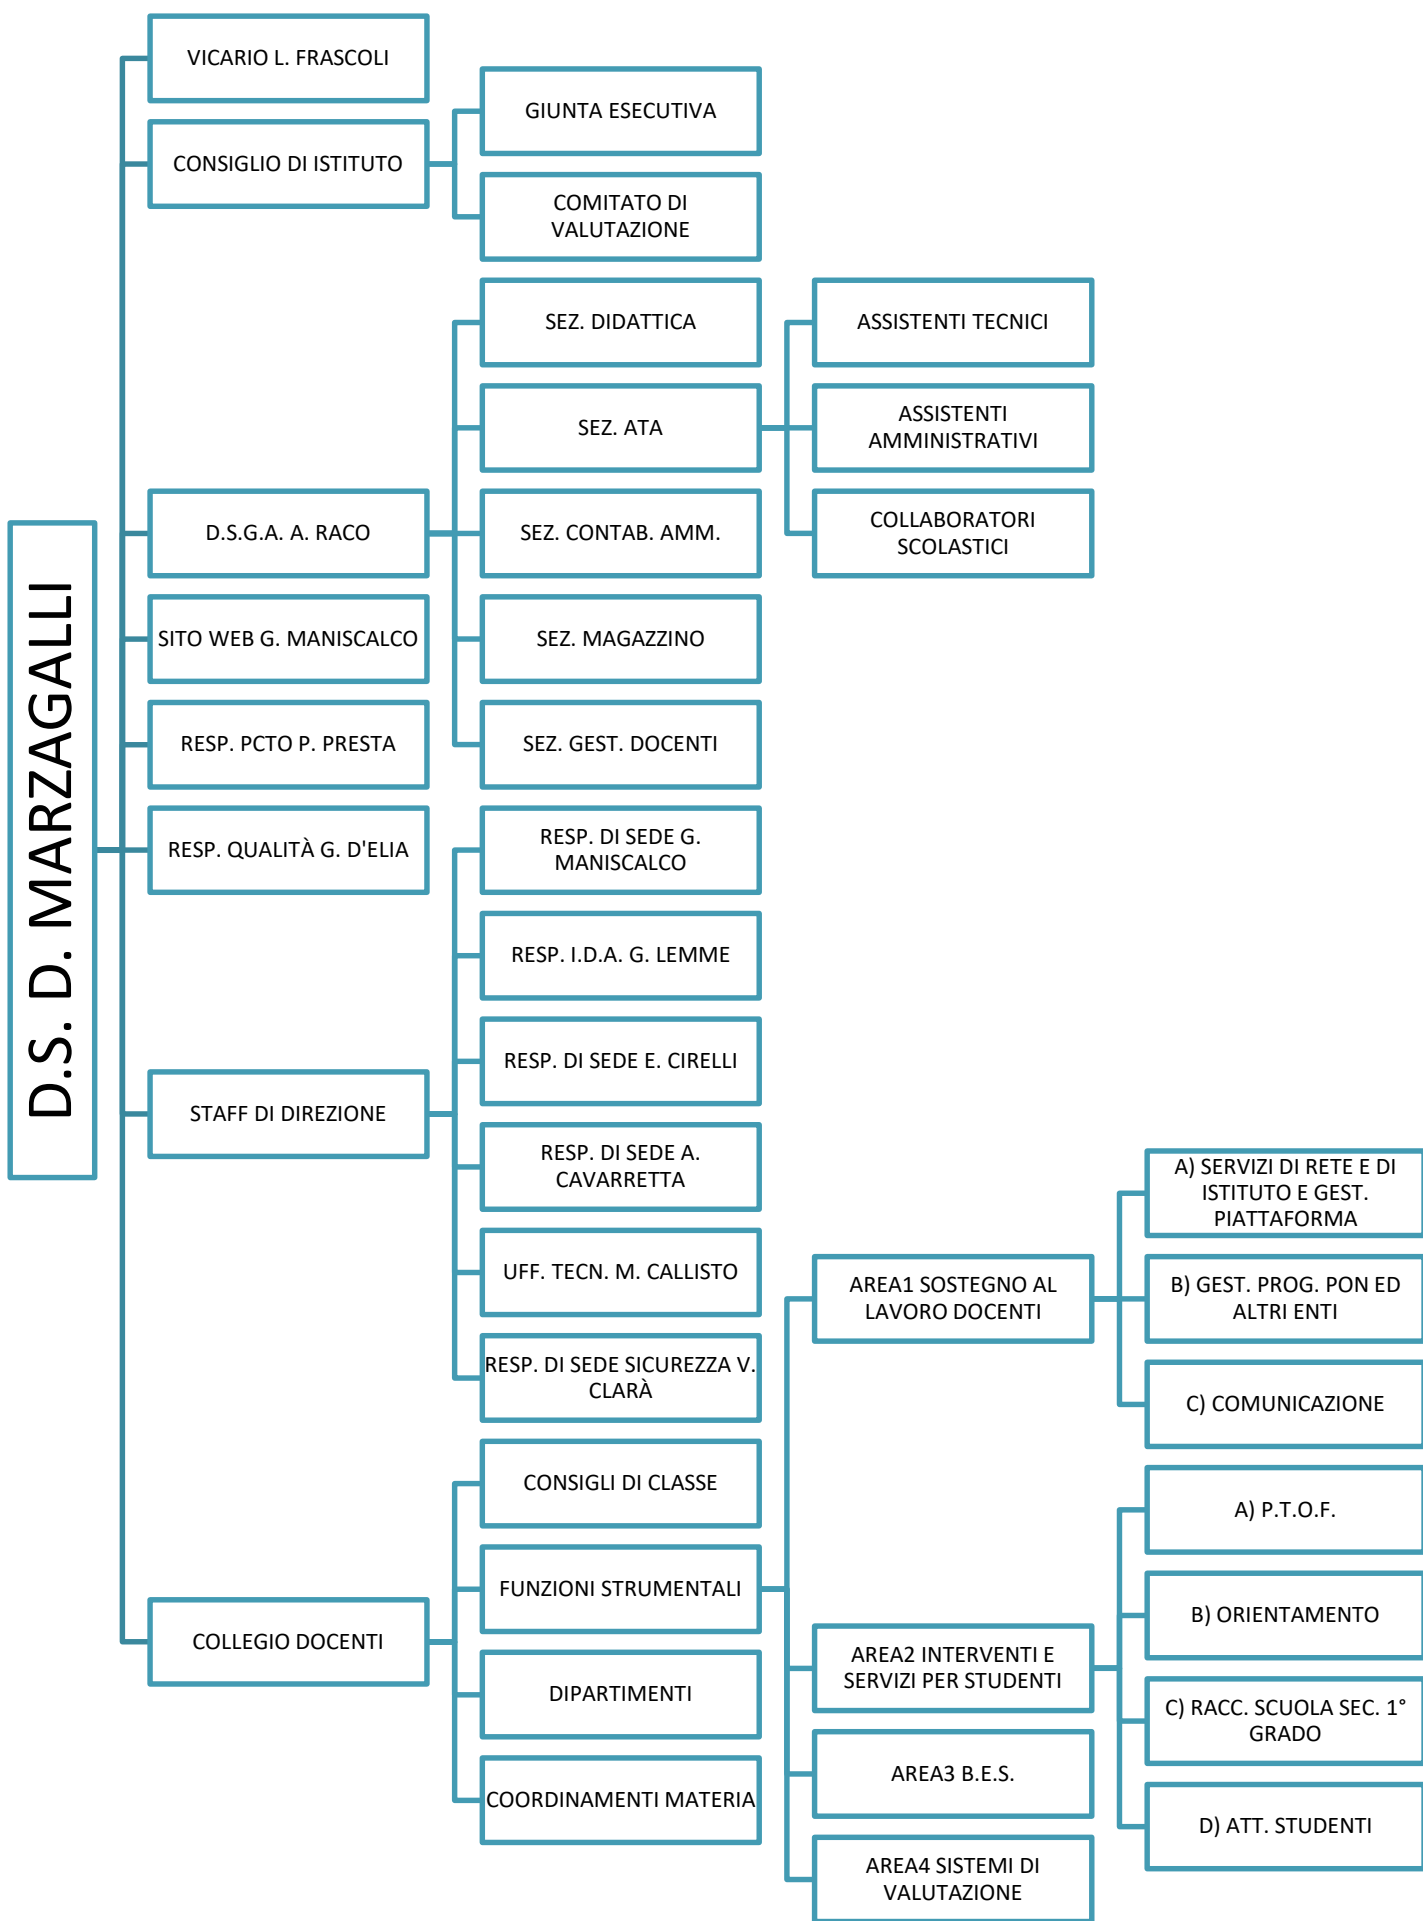 D.S. D. MARZAGALLI
VICARIO L. FRASCOLI
CONSIGLIO DI ISTITUTO
GIUNTA ESECUTIVA
COMITATO DI
VALUTAZIONE
D.S.G.A. A. RACO
SEZ. DIDATTICA
SEZ. ATA
ASSISTENTI TECNICI
ASSISTENTI
AMMINISTRATIVI
COLLABORATORI
SCOLASTICI
SEZ. CONTAB. AMM.
SEZ. MAGAZZINO
SEZ. GEST. DOCENTI
SITO WEB G. MANISCALCO
RESP. PCTO P. PRESTA
RESP. QUALITÀ G. D'ELIA
STAFF DI DIREZIONE
RESP. DI SEDE G.
MANISCALCO
RESP. I.D.A. G. LEMME
RESP. DI SEDE E. CIRELLI
RESP. DI SEDE A.
CAVARRETTA
UFF. TECN. M. CALLISTO
RESP. DI SEDE SICUREZZA V.
CLARÀ
COLLEGIO DOCENTI
CONSIGLI DI CLASSE
FUNZIONI STRUMENTALI
AREA1 SOSTEGNO AL
LAVORO DOCENTI
A) SERVIZI DI RETE E DI
ISTITUTO E GEST.
PIATTAFORMA
B) GEST. PROG. PON ED
ALTRI ENTI
C) COMUNICAZIONE
AREA2 INTERVENTI E
SERVIZI PER STUDENTI
A) P.T.O.F.
B) ORIENTAMENTO
C) RACC. SCUOLA SEC. 1°
GRADO
D) ATT. STUDENTI
AREA3 B.E.S.
AREA4 SISTEMI DI
VALUTAZIONE
DIPARTIMENTI
COORDINAMENTI MATERIA